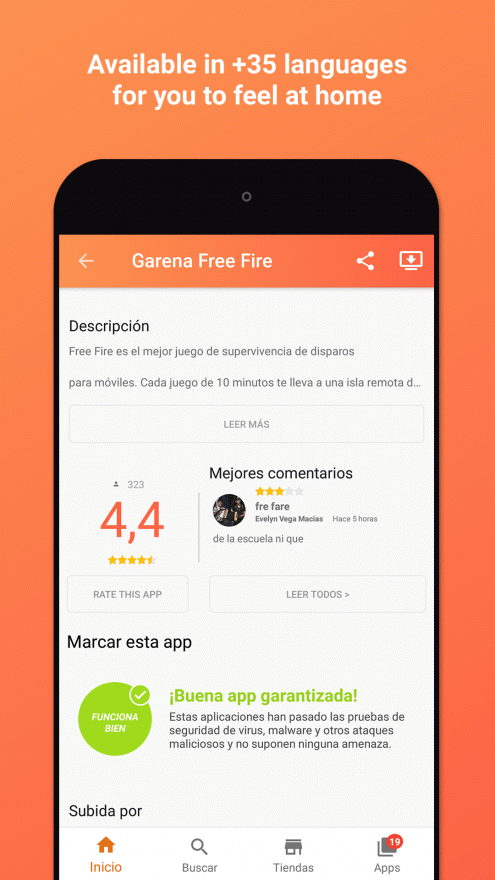 Available in +35 languages
for you to feel at home
Garena Free Fire
Descripción
Free Fire es el mejor juego de supervivencia de disparos
para móviles. Cada juego de 10 minutos te lleva a una isla remota d...
LEER MÁS
323
4,4
RATE THIS APP
Mejores comentarios
fre fare
Evelyn Vega Macias Hace 5 horas
de la escuela ni que
LEER TODOS >
Marcar esta app
FUNCIONA
BIEN
¡Buena app garantizada!
Estas aplicaciones han pasado las pruebas de
seguridad de virus, malware y otros ataques
maliciosos y no suponen ninguna amenaza.
Subida por
Inicio
Buscar
Tiendas
19
Apps